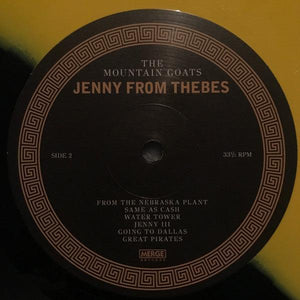 THE
MOUNTAIN GOATS
JENNY FROM THEBES
SIDE 2
33⅓ RPM
FROM THE NEBRASKA PLANT
SAME AS CASH
WATER TOWER
JENNY III
GOING TO DALLAS
GREAT PIRATES
MERGE
RECORDS